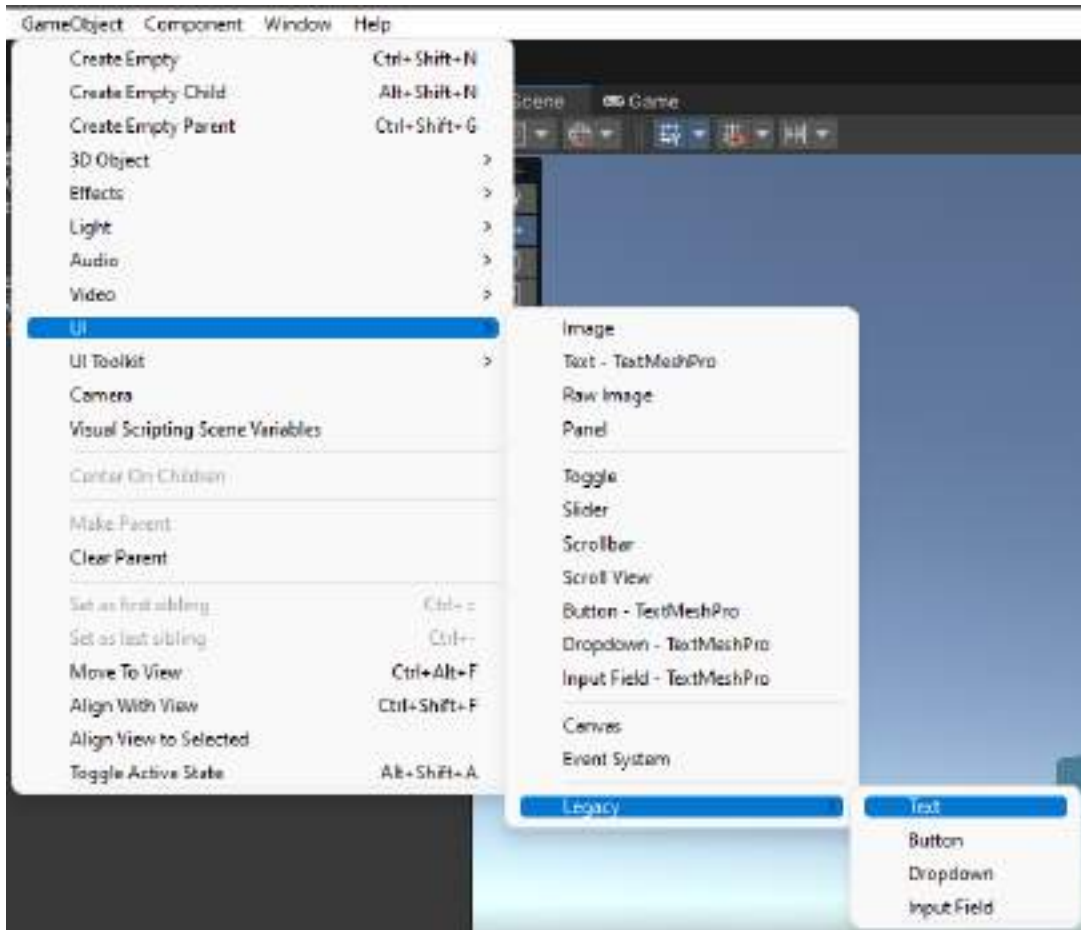 GameObject Component Window Help
Create Empty Ctrl+Shift+N
Create Empty Child Alt+Shift+N
Create Empty Parent Ctrl+Shift+G
Scene Game
3D Object
Effects
Light
Audio
Video
UI
UI Toolkit
Camera
Visual Scripting Scene Variables
Center On Children
Make Parent
Clear Parent
Set as first sibling Ctrl+=
Set as last sibling Ctrl+-
Move To View Ctrl+Alt+F
Align With View Ctrl+Shift+F
Align View to Selected
Toggle Active State Alt+Shift+A
Image
Text - TextMeshPro
Raw Image
Panel
Toggle
Slider
Scrollbar
Scroll View
Button - TextMeshPro
Dropdown - TextMeshPro
Input Field - TextMeshPro
Canvas
Event System
Legacy
Text
Button
Dropdown
Input Field